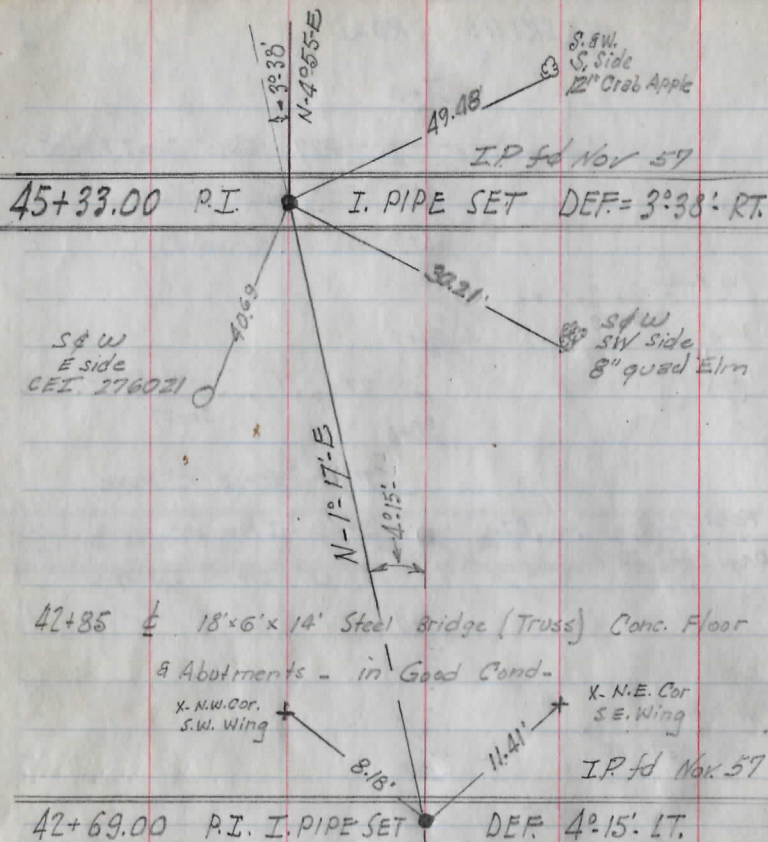 S. & W.
S. Side
12" Crab Apple
∮ = 3°38'
N-4°55-E
49.48'
I.P. fd Nov 57
45+33.00 P.I. I. PIPE SET DEF.= 3°38'- RT.
30.21'
40.69
S & W
E side
CEI. 276021
S & W
SW side
8" quad Elm
N-1°-17'-E
4°15'
42+85 ℄ 18'x6'x 14' Steel Bridge (Truss) Conc. Floor
& Abutments - in Good Cond-
X- N.W. Cor.
S.W. Wing
X- N.E. Cor
S.E. Wing
8.18'
11.41'
I.P. fd Nov. 57
42+69.00 P.I. I. PIPE SET DEF. 4°-15'- LT.